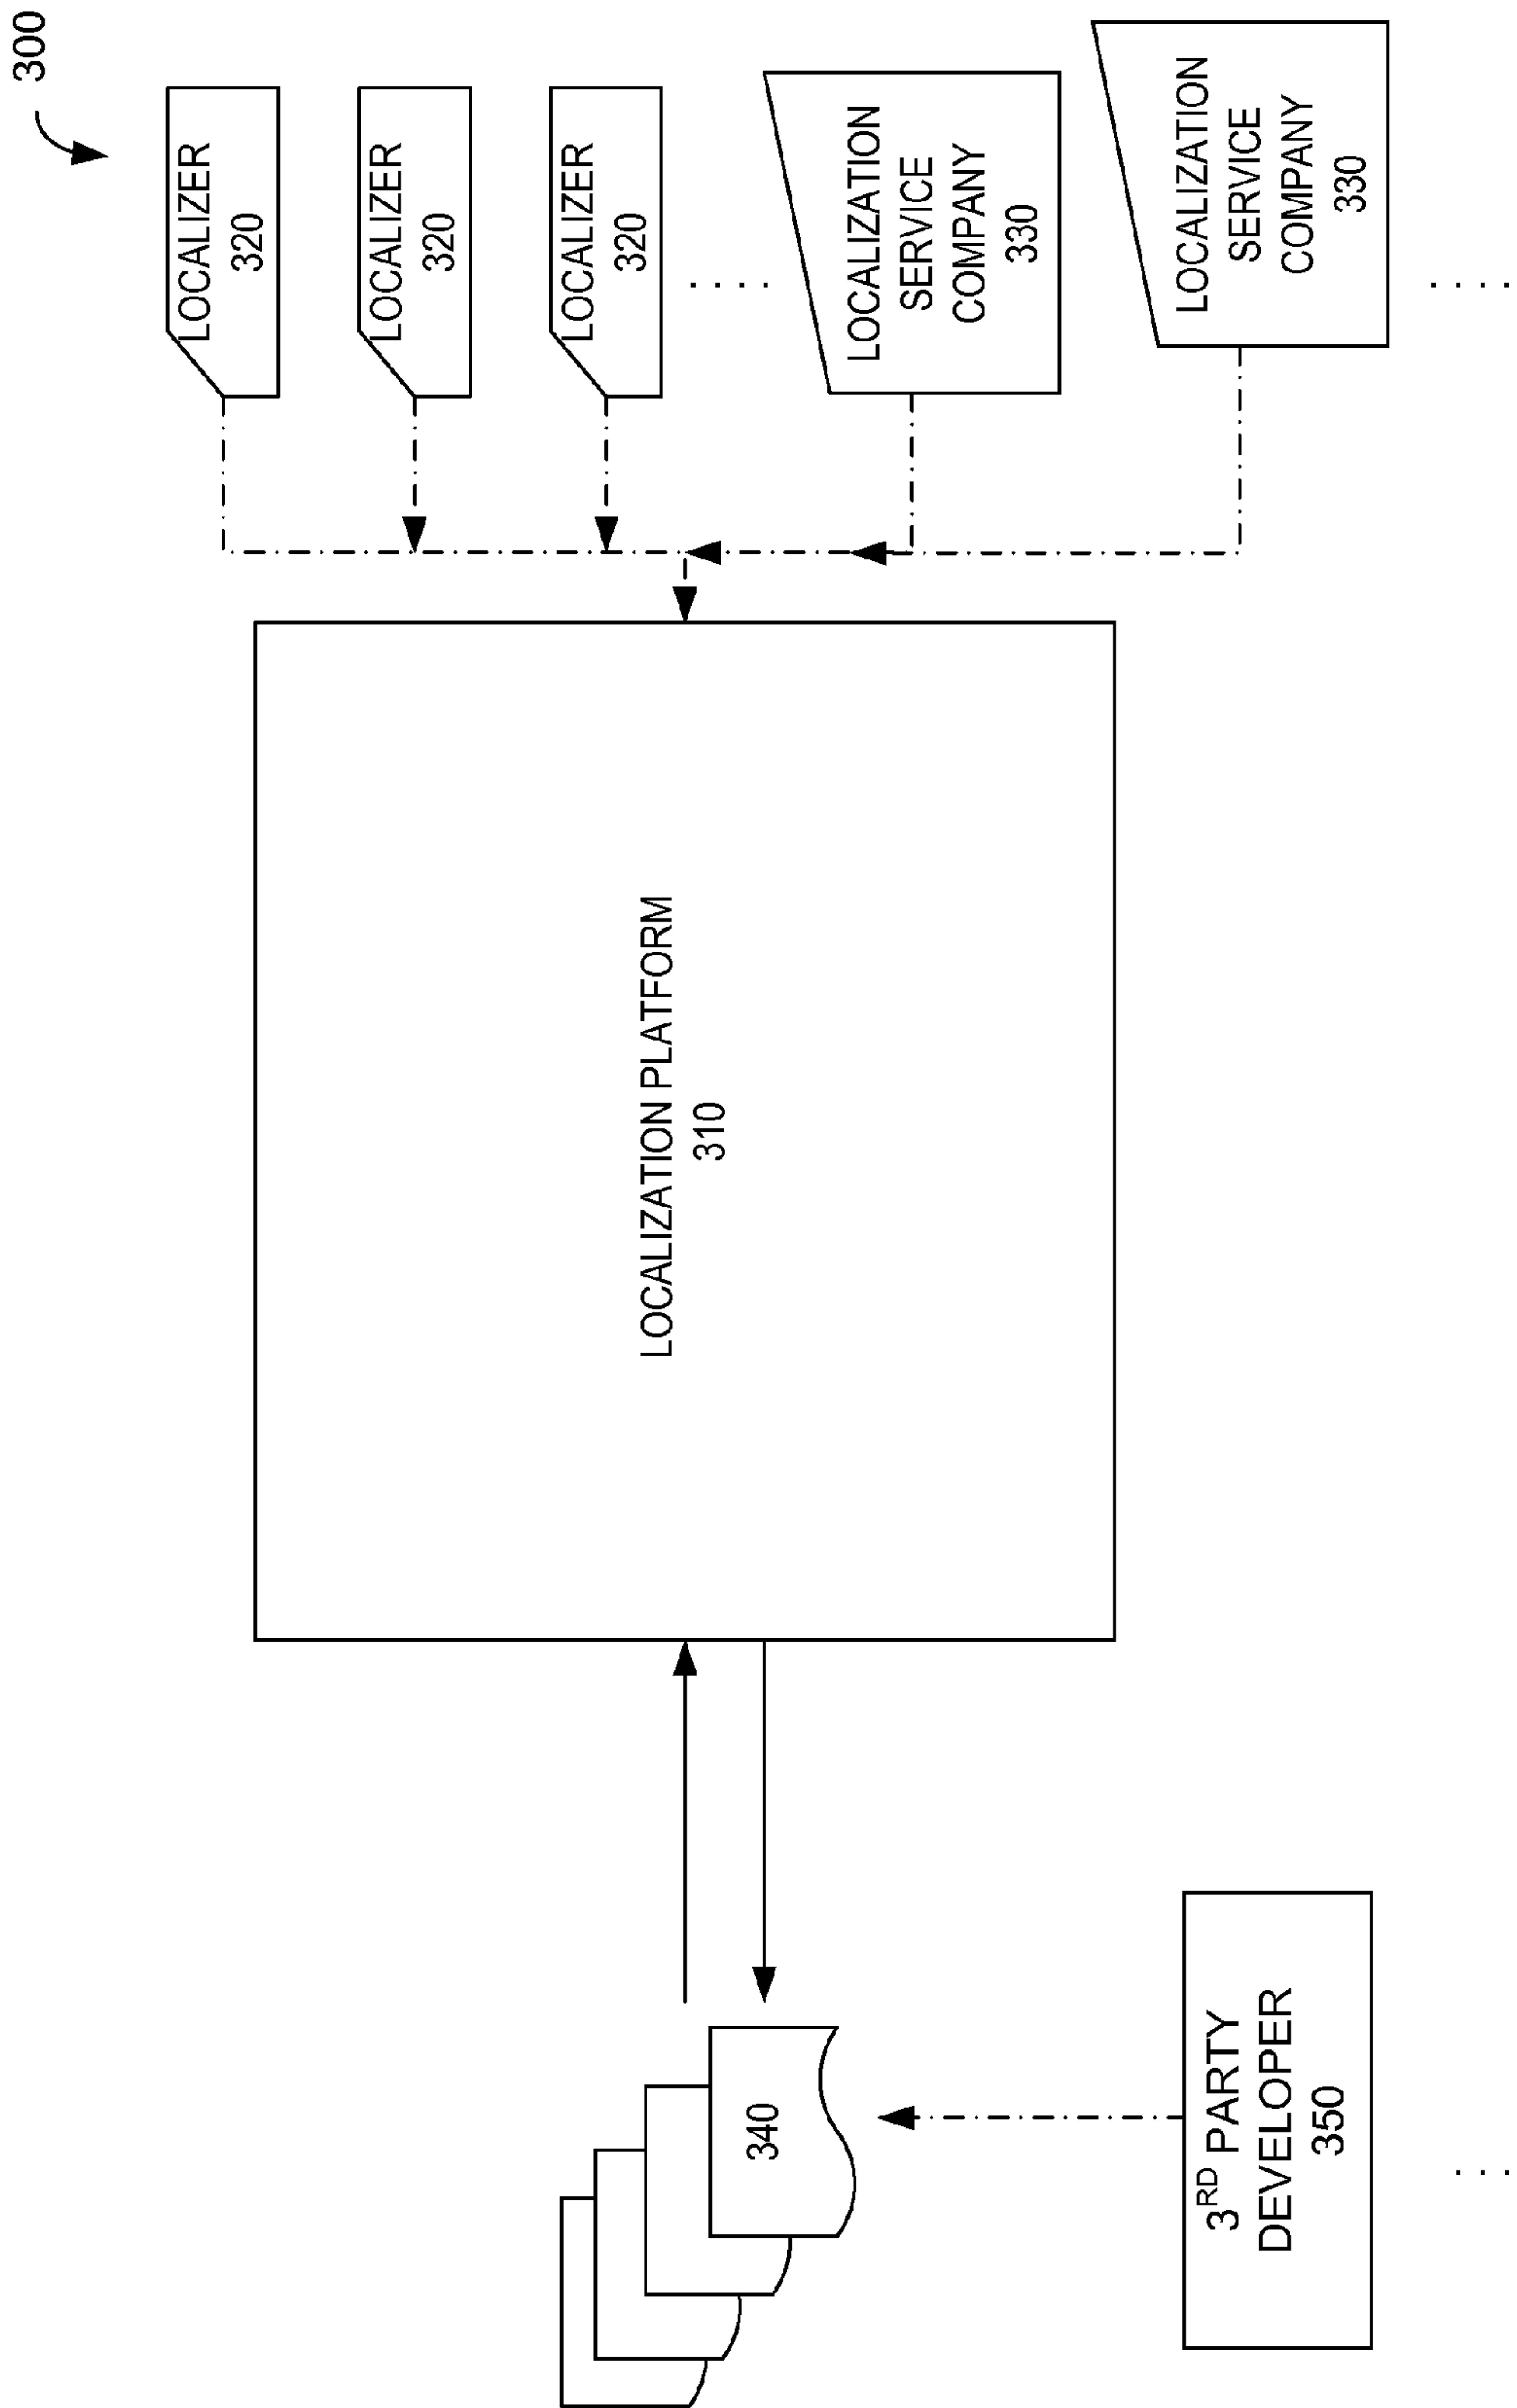 300
LOCALIZER
320
LOCALIZER
320
LOCALIZER
320
. . . .
LOCALIZATION
SERVICE
COMPANY
330
LOCALIZATION
SERVICE
COMPANY
330
. . . .
LOCALIZATION PLATFORM
310
340
3RD PARTY
DEVELOPER
350
. . .